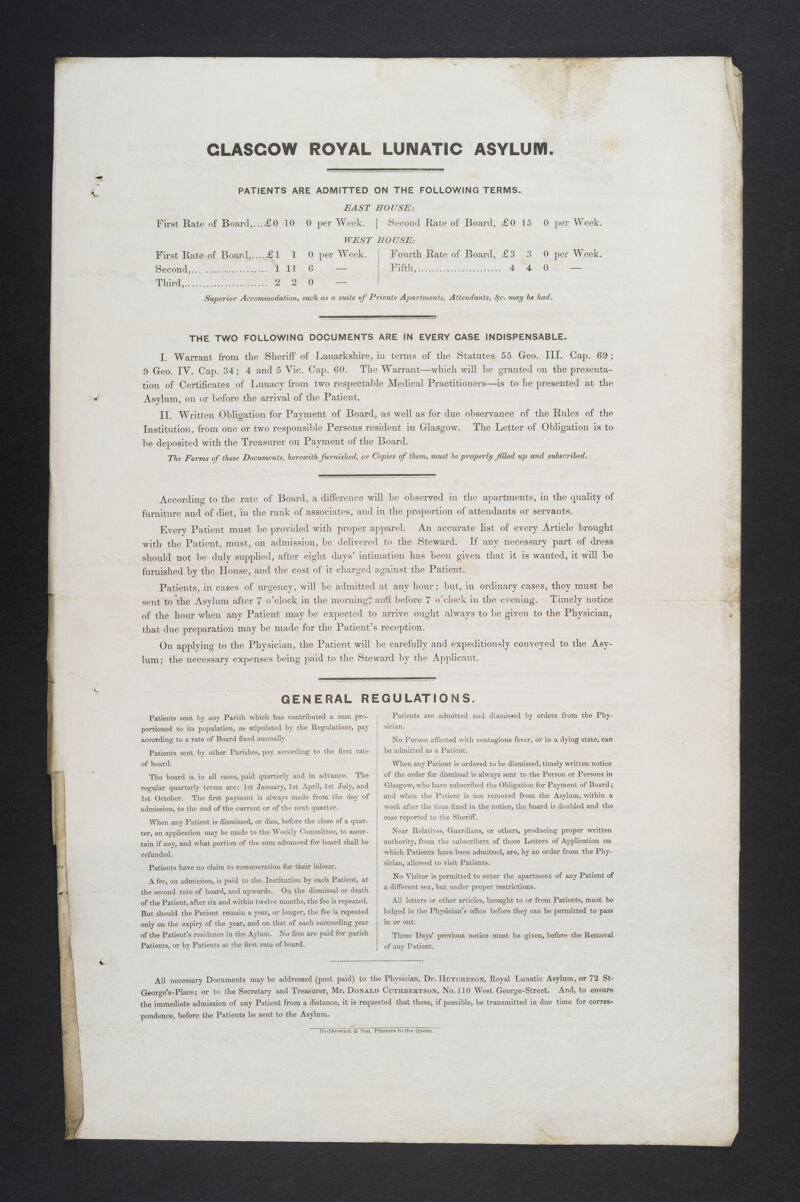 GLASGOW ROYAL LUNATIC ASYLUM.
PATIENTS ARE ADMITTED ON THE FOLLOWING TERMS.
EAST HOUSE:
First Rate of Board,...£0 10 0 per Week. | Second Rate of Board, £0 15 0 per Week.
WEST HOUSE:
First Rate of Board,.....£1 1 0 per Week. | Fourth Rate of Board, £3 3 0 per Week.
Second,...................... 1 11 6 — | Fifth,........................ 4 4 0 —
Third,........................ 2 2 0 —
Superior Accommodation, such as a suite of Private Apartments, Attendants, &c. may be had.
THE TWO FOLLOWING DOCUMENTS ARE IN EVERY CASE INDISPENSABLE.
I. Warrant from the Sheriff of Lanarkshire, in terms of the Statutes 55 Geo. III. Cap. 69;
9 Geo. IV. Cap. 34; 4 and 5 Vic. Cap. 60. The Warrant—which will be granted on the presenta-
tion of Certificates of Lunacy from two respectable Medical Practitioners—is to be presented at the
Asylum, on or before the arrival of the Patient.
II. Written Obligation for Payment of Board, as well as for due observance of the Rules of the
Institution, from one or two responsible Persons resident in Glasgow. The Letter of Obligation is to
be deposited with the Treasurer on Payment of the Board.
The Forms of these Documents, herewith furnished, or Copies of them, must be properly filled up and subscribed.
According to the rate of Board, a difference will be observed in the apartments, in the quality of
furniture and of diet, in the rank of associates, and in the proportion of attendants or servants.
Every Patient must be provided with proper apparel. An accurate list of every Article brought
with the Patient, must, on admission, be delivered to the Steward. If any necessary part of dress
should not be duly supplied, after eight days' intimation has been given that it is wanted, it will be
furnished by the House, and the cost of it charged against the Patient.
Patients, in cases of urgency, will be admitted at any hour; but, in ordinary cases, they must be
sent to the Asylum after 7 o'clock in the morning, and before 7 o'clock in the evening. Timely notice
of the hour when any Patient may be expected to arrive ought always to be given to the Physician,
that due preparation may be made for the Patient's reception.
On applying to the Physician, the Patient will be carefully and expeditiously conveyed to the Asy-
lum; the necessary expenses being paid to the Steward by the Applicant.
GENERAL REGULATIONS.
Patients sent by any Parish which has contributed a sum pro-
portioned to its population, as stipulated by the Regulations, pay
according to a rate of Board fixed annually.
Patients sent by other Parishes, pay according to the first rate
of board.
The board is, in all cases, paid quarterly and in advance. The
regular quarterly terms are: 1st January, 1st April, 1st July, and
1st October. The first payment is always made from the day of
admission, to the end of the current or of the next quarter.
When any Patient is dismissed, or dies, before the close of a quar-
ter, an application may be made to the Weekly Committee, to ascer-
tain if any, and what portion of the sum advanced for board shall be
refunded.
Patients have no claim to remuneration for their labour.
A fee, on admission, is paid to the Institution by each Patient, at
the second rate of board, and upwards. On the dismissal or death
of the Patient, after six and within twelve months, the fee is repeated.
But should the Patient remain a year, or longer, the fee is repeated
only on the expiry of the year, and on that of each succeeding year
of the Patient's residence in the Aylum. No fees are paid for parish
Patients, or by Patients at the first rate of board.
Patients are admitted and dismissed by orders from the Phy-
sician.
No Person affected with contagious fever, or in a dying state, can
be admitted as a Patient.
When any Patient is ordered to be dismissed, timely written notice
of the order for dismissal is always sent to the Person or Persons in
Glasgow, who have subscribed the Obligation for Payment of Board;
and when the Patient is not removed from the Asylum, within a
week after the time fixed in the notice, the board is doubled and the
case reported to the Sheriff.
Near Relatives, Guardians, or others, producing proper written
authority, from the subscribers of those Letters of Application on
which Patients have been admitted, are, by an order from the Phy-
sician, allowed to visit Patients.
No Visitor is permitted to enter the apartment of any Patient of
a different sex, but under proper restrictions.
All letters or other articles, brought to or from Patients, must be
lodged in the Physician's office before they can be permitted to pass
in or out.
Three Days' previous notice must be given, before the Removal
of any Patient.
All necessary Documents may be addressed (post paid) to the Physician, Dr. HUTCHESON, Royal Lunatic Asylum, or 72 St.
George's-Place; or to the Secretary and Treasurer, Mr. DONALD CUTHBERTSON, No. 110 West George-Street. And, to ensure
the immediate admission of any Patient from a distance, it is requested that these, if possible, be transmitted in due time for corres-
pondence, before the Patients be sent to the Asylum.
Hedderwick & Son, Printers to the Queen.